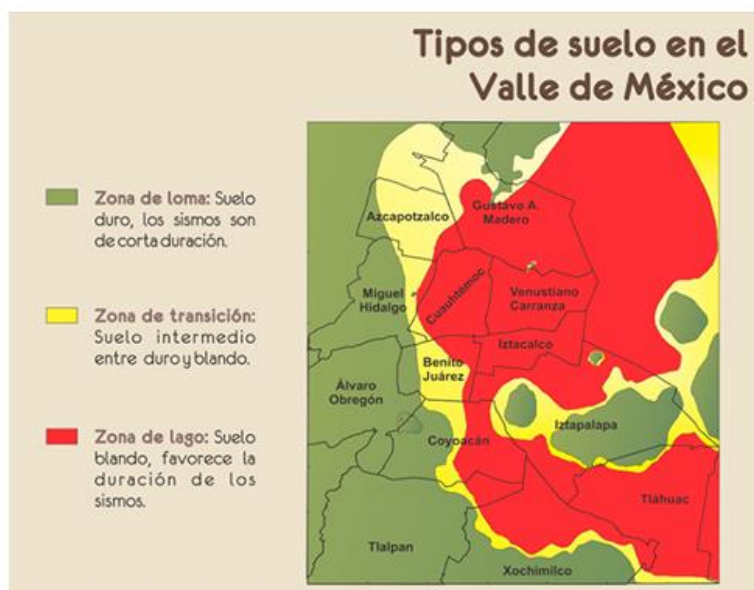 Tipos de suelo en el
Valle de México
Zona de loma: Suelo
duro, los sismos son
de corta duración.
Zona de transición:
Suelo intermedio
entre duro y blando.
Zona de lago: Suelo
blando, favorece la
duración de los
sismos.
Gustavo A.
Madero
Azcapotzalco
Miguel
Hidalgo
Cuauhtémoc
Venustiano
Carranza
Iztacalco
Benito
Juárez
Álvaro
Obregón
Iztapalapa
Coyoacán
Tláhuac
Tlalpan
Xochimilco